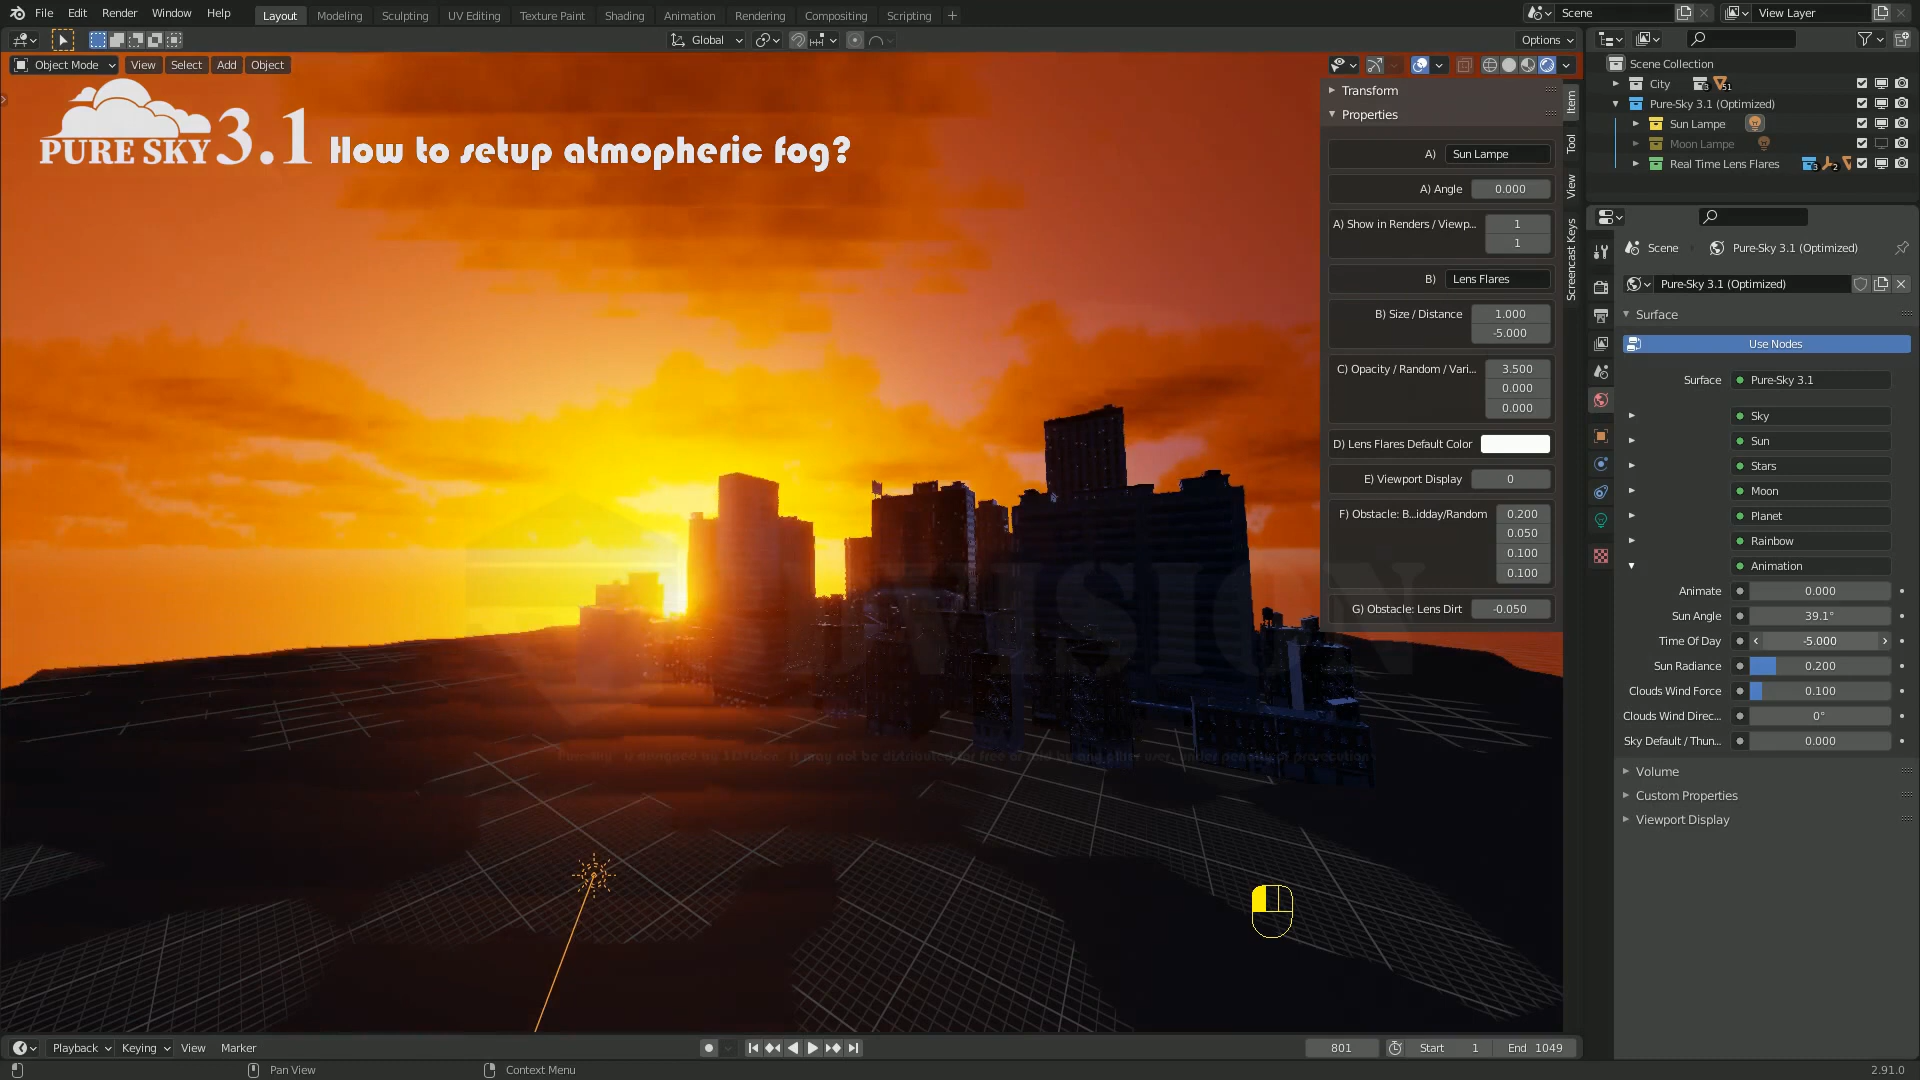 File Edit Render Window Help
Layout Modeling Sculpting UV Editing Texture Paint Shading Animation Rendering Compositing Scripting +
Scene
View Layer
Global
Options
Object Mode View Select Add Object
PURE SKY 3.1
How to setup atmopheric fog?
Transform
Properties
A) Sun Lampe
A) Angle 0.000
A) Show in Renders / Viewp... 1
1
B) Lens Flares
B) Size / Distance 1.000
-5.000
C) Opacity / Random / Vari... 3.500
0.000
0.000
D) Lens Flares Default Color
E) Viewport Display 0
F) Obstacle: B...idday/Random 0.200
0.050
0.100
0.100
G) Obstacle: Lens Dirt -0.050
Item
Tool
View
Screencast Keys
Scene Collection
City 3 51
Pure-Sky 3.1 (Optimized)
Sun Lampe
Moon Lampe
Real Time Lens Flares 3 2
Scene Pure-Sky 3.1 (Optimized)
Pure-Sky 3.1 (Optimized)
Surface
Use Nodes
Surface Pure-Sky 3.1
Sky
Sun
Stars
Moon
Planet
Rainbow
Animation
Animate 0.000
Sun Angle 39.1°
Time Of Day -5.000
Sun Radiance 0.200
Clouds Wind Force 0.100
Clouds Wind Direc... 0°
Sky Default / Thun... 0.000
Volume
Custom Properties
Viewport Display
Playback Keying View Marker
801
Start 1
End 1049
Pan View
Context Menu
2.91.0